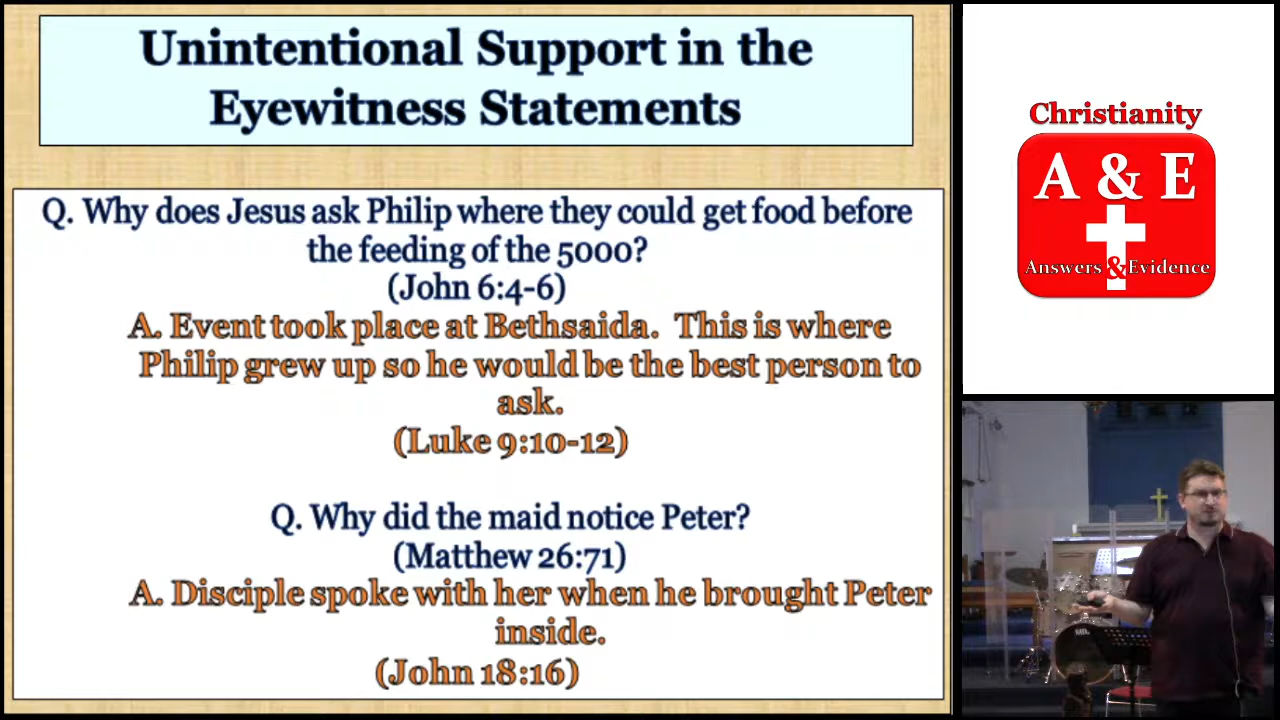 Unintentional Support in the
Eyewitness Statements
Q. Why does Jesus ask Philip where they could get food before
the feeding of the 5000?
(John 6:4-6)
A. Event took place at Bethsaida. This is where
Philip grew up so he would be the best person to
ask.
(Luke 9:10-12)
Q. Why did the maid notice Peter?
(Matthew 26:71)
A. Disciple spoke with her when he brought Peter
inside.
(John 18:16)
Christianity
A & E
Answers & Evidence